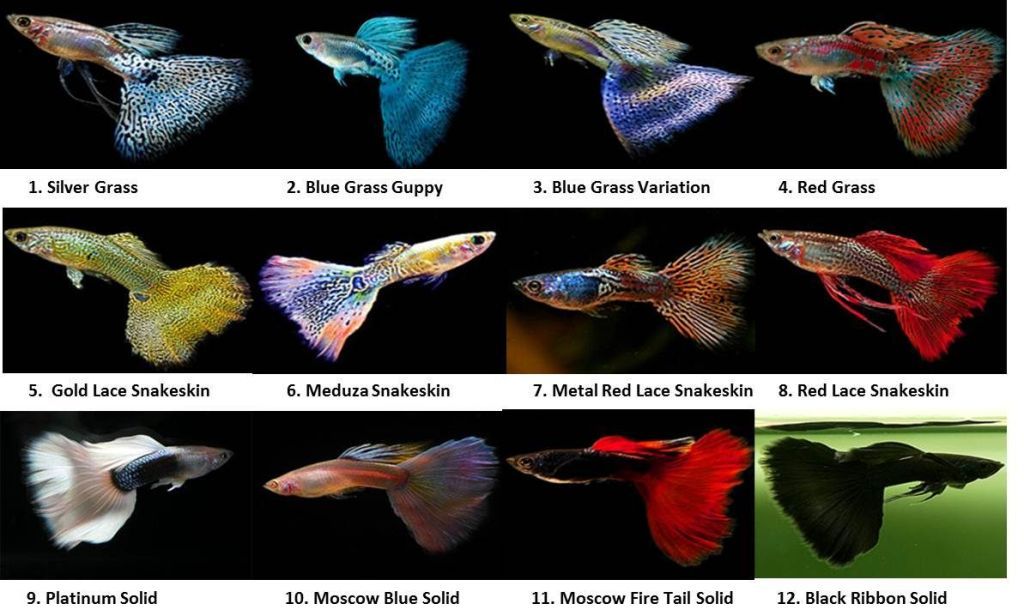 1. Silver Grass
2. Blue Grass Guppy
3. Blue Grass Variation
4. Red Grass
5. Gold Lace Snakeskin
6. Meduza Snakeskin
7. Metal Red Lace Snakeskin
8. Red Lace Snakeskin
9. Platinum Solid
10. Moscow Blue Solid
11. Moscow Fire Tail Solid
12. Black Ribbon Solid